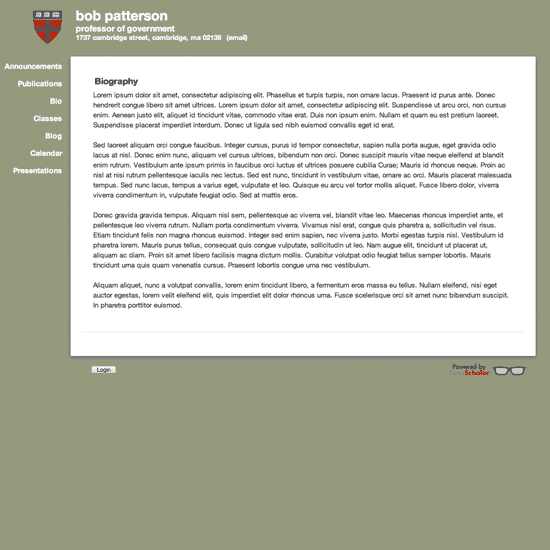 bob patterson
professor of government
1737 cambridge street, cambridge, ma 02138 (email)
Announcements
Publications
Bio
Classes
Blog
Calendar
Presentations
Biography
Lorem ipsum dolor sit amet, consectetur adipiscing elit. Phasellus et turpis turpis, non ornare lacus. Praesent id purus ante. Donec
hendrerit congue libero sit amet ultrices. Lorem ipsum dolor sit amet, consectetur adipiscing elit. Suspendisse ut arcu orci, non cursus
enim. Aenean justo elit, aliquet id tincidunt vitae, commodo vitae erat. Duis non ipsum enim. Nullam et quam eu est pretium laoreet.
Suspendisse placerat imperdiet interdum. Donec ut ligula sed nibh euismod convallis eget id erat.
Sed laoreet aliquam orci congue faucibus. Integer cursus, purus id tempor consectetur, sapien nulla porta augue, eget gravida odio
lacus at nisl. Donec enim nunc, aliquam vel cursus ultrices, bibendum non orci. Donec suscipit mauris vitae neque eleifend at blandit
enim rutrum. Vestibulum ante ipsum primis in faucibus orci luctus et ultrices posuere cubilia Curae; Mauris id rhoncus neque. Proin ac
nisl at nisi rutrum pellentesque iaculis nec lectus. Sed est nunc, tincidunt in vestibulum vitae, ornare ac orci. Mauris placerat malesuada
tempus. Sed nunc lacus, tempus a varius eget, vulputate et leo. Quisque eu arcu vel tortor mollis aliquet. Fusce libero dolor, viverra
viverra condimentum in, vulputate feugiat odio. Sed at mattis eros.
Donec gravida gravida tempus. Aliquam nisl sem, pellentesque ac viverra vel, blandit vitae leo. Maecenas rhoncus imperdiet ante, et
pellentesque leo viverra rutrum. Nullam porta condimentum viverra. Vivamus nisl erat, congue quis pharetra a, sollicitudin vel risus.
Etiam tincidunt felis non magna rhoncus euismod. Integer sed enim sapien, nec viverra justo. Morbi egestas turpis nisl. Vestibulum id
pharetra lorem. Mauris purus tellus, consequat quis congue vulputate, sollicitudin ut leo. Nam augue elit, tincidunt ut placerat ut,
aliquam ac diam. Proin sit amet libero facilisis magna dictum mollis. Curabitur volutpat odio feugiat tellus semper lobortis. Mauris
tincidunt urna quis quam venenatis cursus. Praesent lobortis congue urna nec vestibulum.
Aliquam aliquet, nunc a volutpat convallis, lorem enim tincidunt libero, a fermentum eros massa eu tellus. Nullam eleifend, nisi eget
auctor egestas, lorem velit eleifend elit, quis imperdiet elit dolor rhoncus urna. Fusce scelerisque orci sit amet nunc bibendum suscipit.
In pharetra porttitor euismod.
Login
Powered by
Scholar